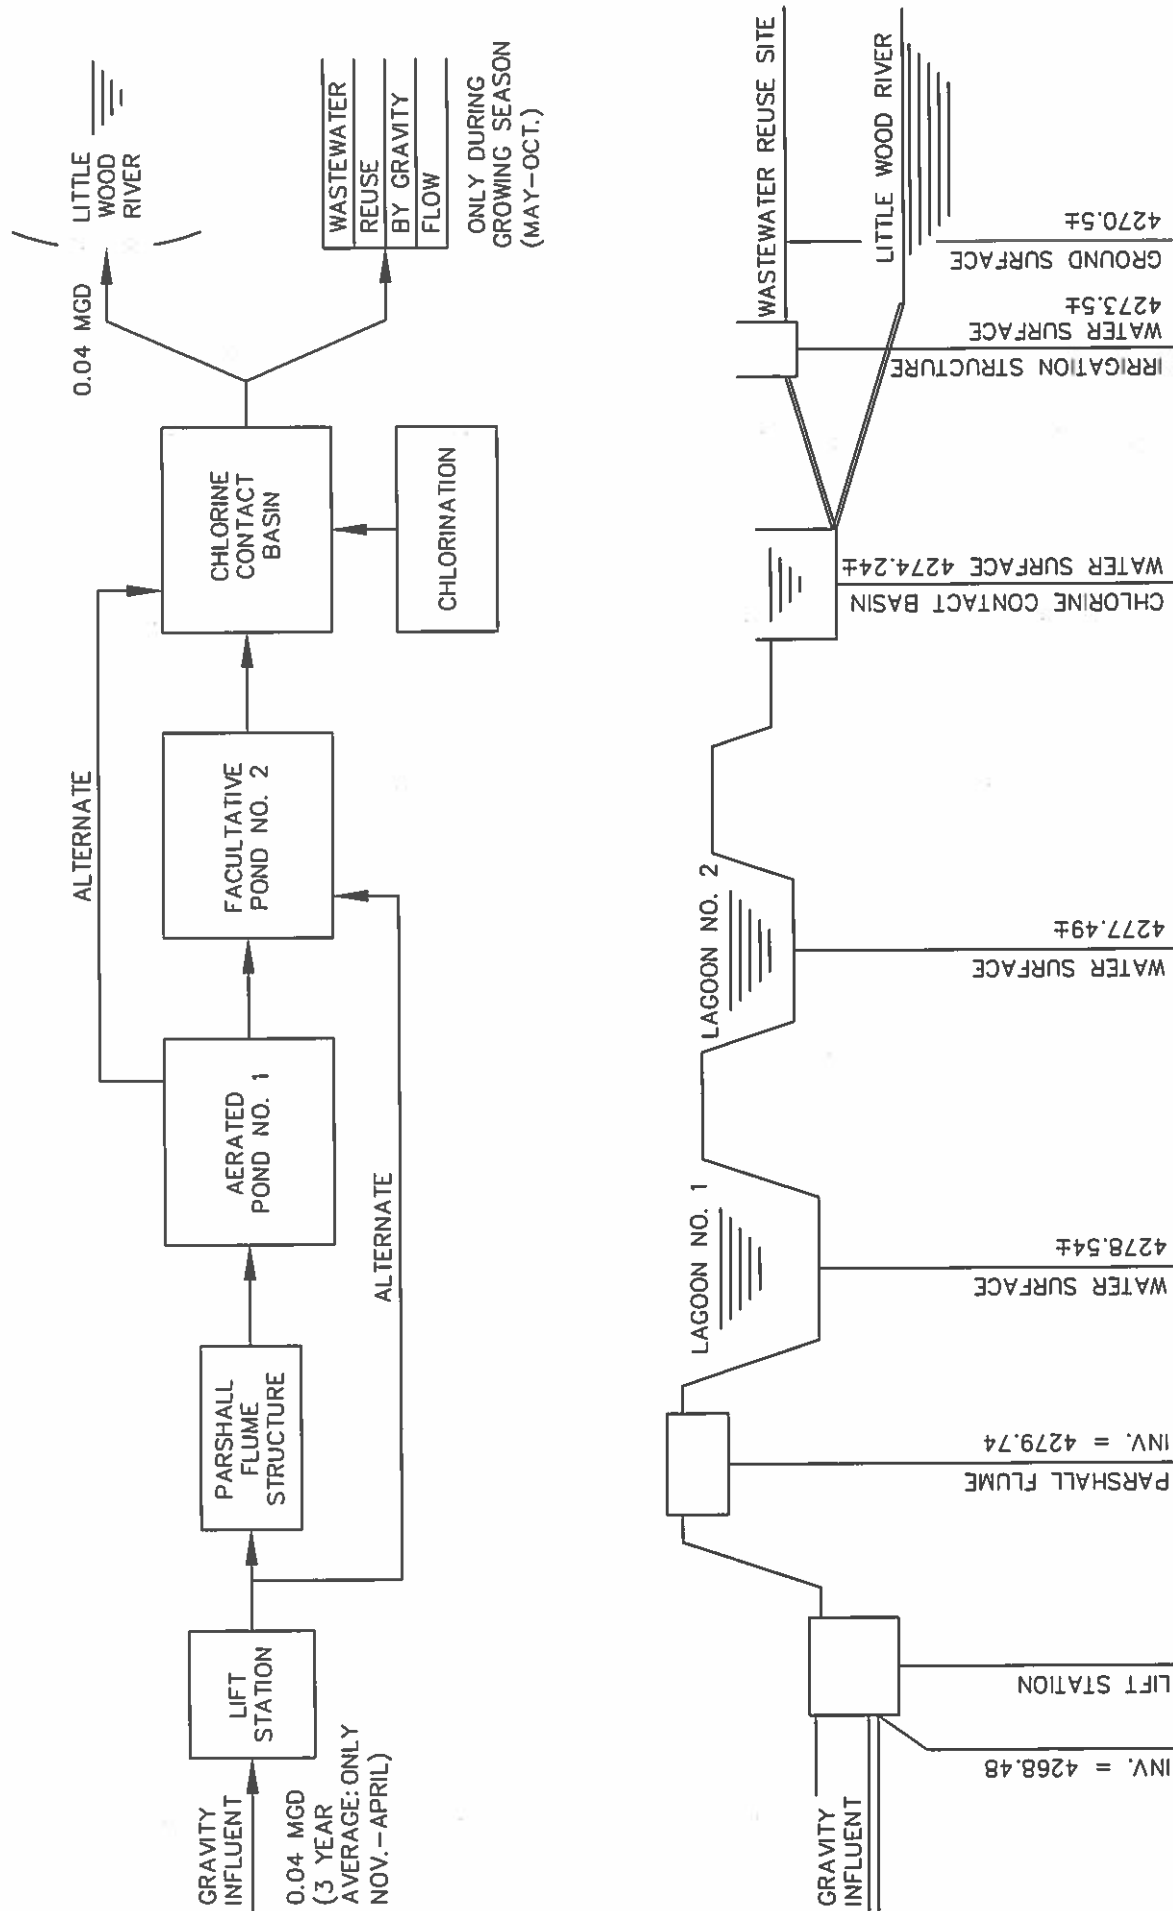 GRAVITY
INFLUENT
0.04 MGD
(3 YEAR
AVERAGE: ONLY
NOV.-APRIL)
LIFT
STATION
PARSHALL
FLUME
STRUCTURE
AERATED
POND NO. 1
FACULTATIVE
POND NO. 2
ALTERNATE
ALTERNATE
CHLORINE
CONTACT
BASIN
CHLORINATION
0.04 MGD
LITTLE
WOOD
RIVER
WASTEWATER
REUSE
BY GRAVITY
FLOW
ONLY DURING
GROWING SEASON
(MAY-OCT.)
GRAVITY
INFLUENT
INV. = 4268.48
LIFT STATION
PARSHALL FLUME
INV. = 4279.74
LAGOON NO. 1
WATER SURFACE
4278.54±
LAGOON NO. 2
WATER SURFACE
4277.49±
CHLORINE CONTACT BASIN
WATER SURFACE 4274.24±
IRRIGATION STRUCTURE
WATER SURFACE
4273.5±
GROUND SURFACE
4270.5±
WASTEWATER REUSE SITE
LITTLE WOOD RIVER